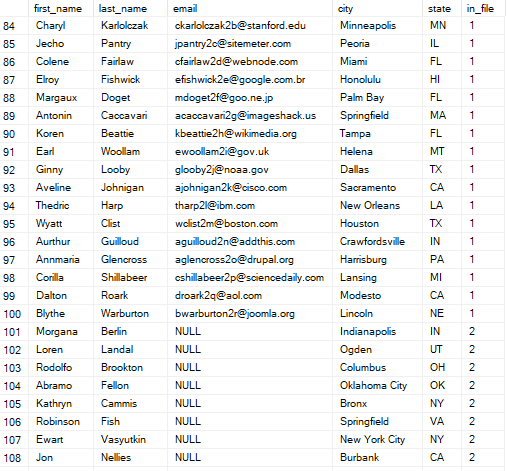 first_name last_name email city state in_file
84 Charyl Karlolczak ckarlolczak2b@stanford.edu Minneapolis MN 1
85 Jecho Pantry jpantry2c@sitemeter.com Peoria IL 1
86 Colene Fairlaw cfairlaw2d@webnode.com Miami FL 1
87 Elroy Fishwick efishwick2e@google.com.br Honolulu HI 1
88 Margaux Doget mdoget2f@goo.ne.jp Palm Bay FL 1
89 Antonin Caccavari acaccavari2g@imageshack.us Springfield MA 1
90 Koren Beattie kbeattie2h@wikimedia.org Tampa FL 1
91 Earl Woollam ewoollam2i@gov.uk Helena MT 1
92 Ginny Looby glooby2j@noaa.gov Dallas TX 1
93 Aveline Johnigan ajohnigan2k@cisco.com Sacramento CA 1
94 Thedric Harp tharp2l@ibm.com New Orleans LA 1
95 Wyatt Clist wclist2m@boston.com Houston TX 1
96 Aurthur Guilloud aguilloud2n@addthis.com Crawfordsville IN 1
97 Annmaria Glencross aglencross2o@drupal.org Harrisburg PA 1
98 Corilla Shillabeer cshillabeer2p@sciencedaily.com Lansing MI 1
99 Dalton Roark droark2q@aol.com Modesto CA 1
100 Blythe Warburton bwarburton2r@joomla.org Lincoln NE 1
101 Morgana Berlin NULL Indianapolis IN 2
102 Loren Landal NULL Ogden UT 2
103 Rodolfo Brookton NULL Columbus OH 2
104 Abramo Fellon NULL Oklahoma City OK 2
105 Kathryn Cammis NULL Bronx NY 2
106 Robinson Fish NULL Springfield VA 2
107 Ewart Vasyutkin NULL New York City NY 2
108 Jon Nellies NULL Burbank CA 2